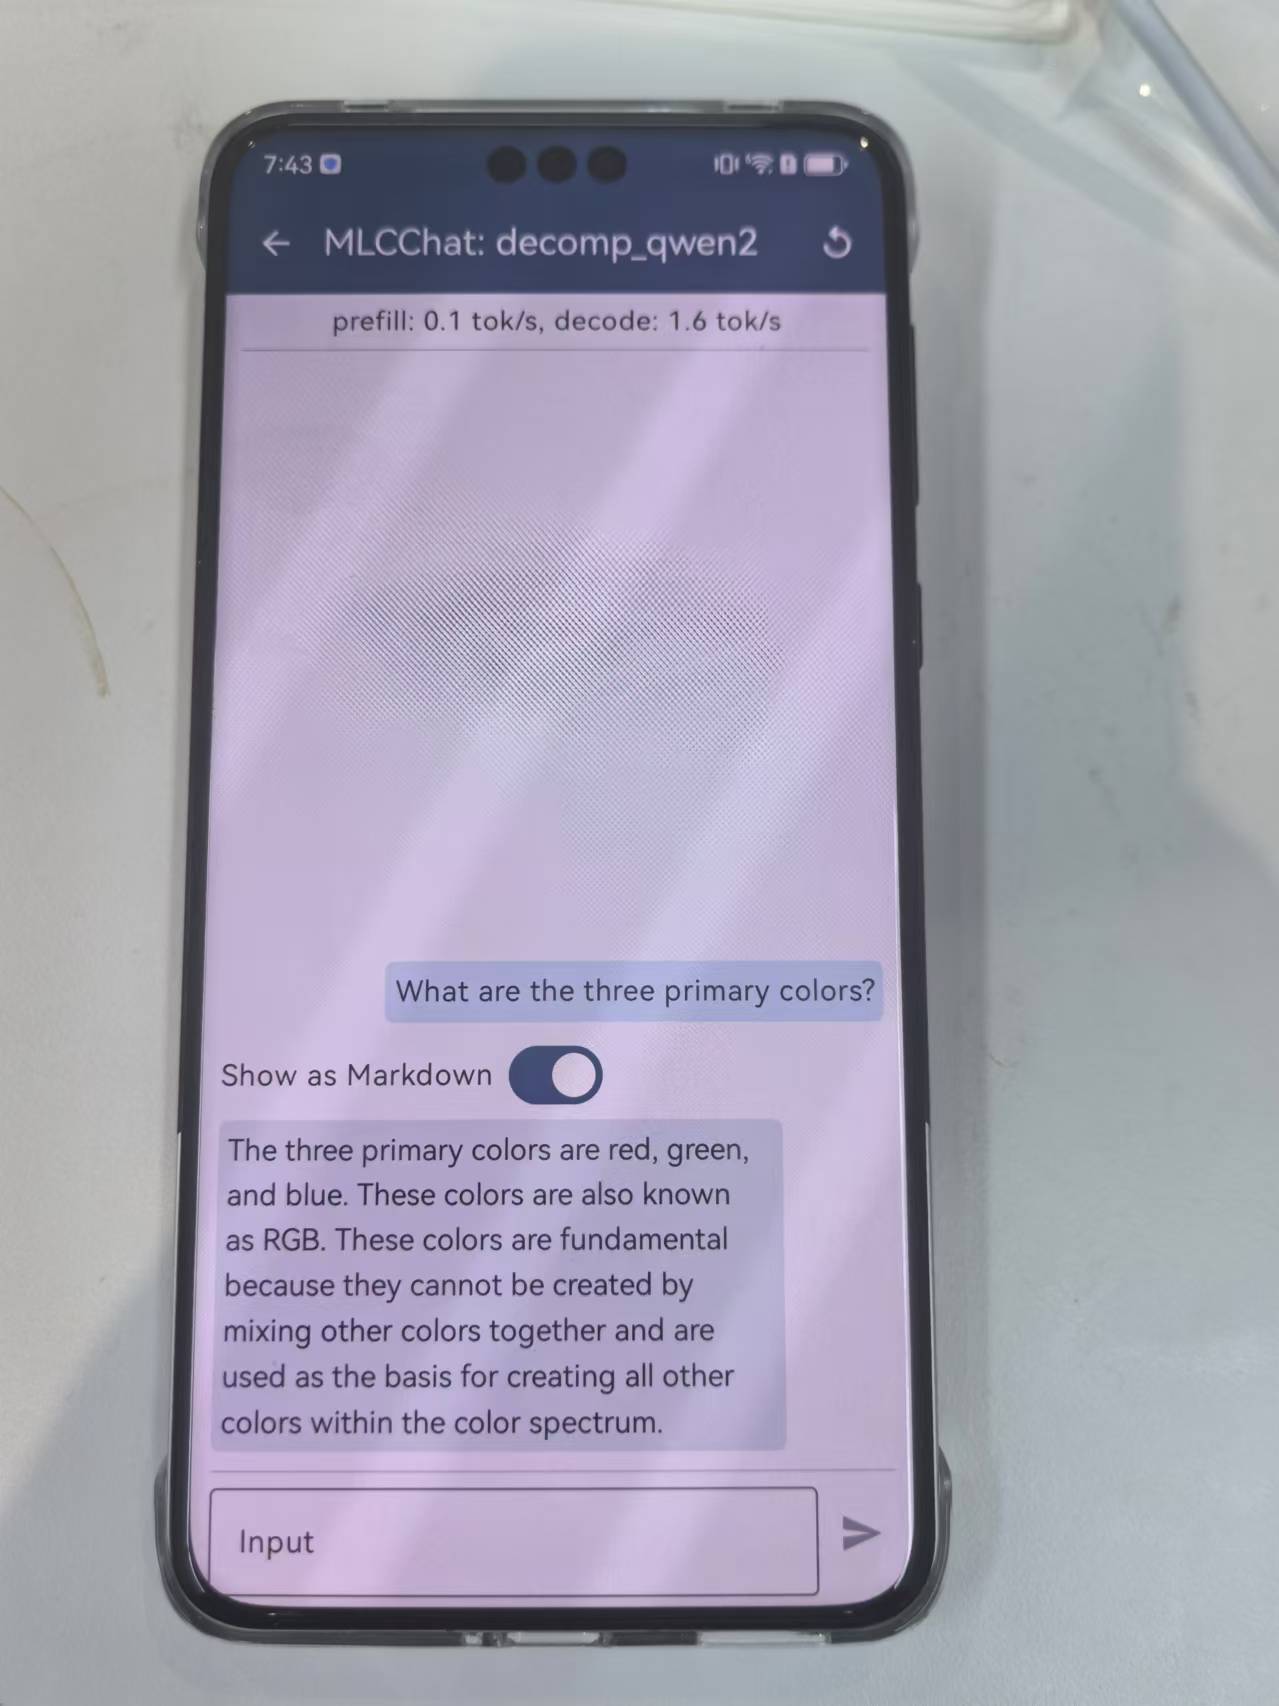 7:43
MLCChat: decomp_qwen2
prefill: 0.1 tok/s, decode: 1.6 tok/s
What are the three primary colors?
Show as Markdown
The three primary colors are red, green,
and blue. These colors are also known
as RGB. These colors are fundamental
because they cannot be created by
mixing other colors together and are
used as the basis for creating all other
colors within the color spectrum.
Input